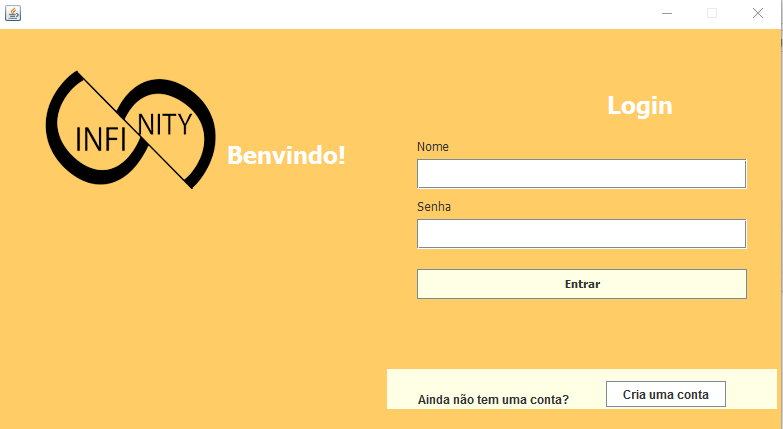 INFI
NITY
Benvindo!
Login
Nome
Senha
Entrar
Ainda não tem uma conta?
Cria uma conta